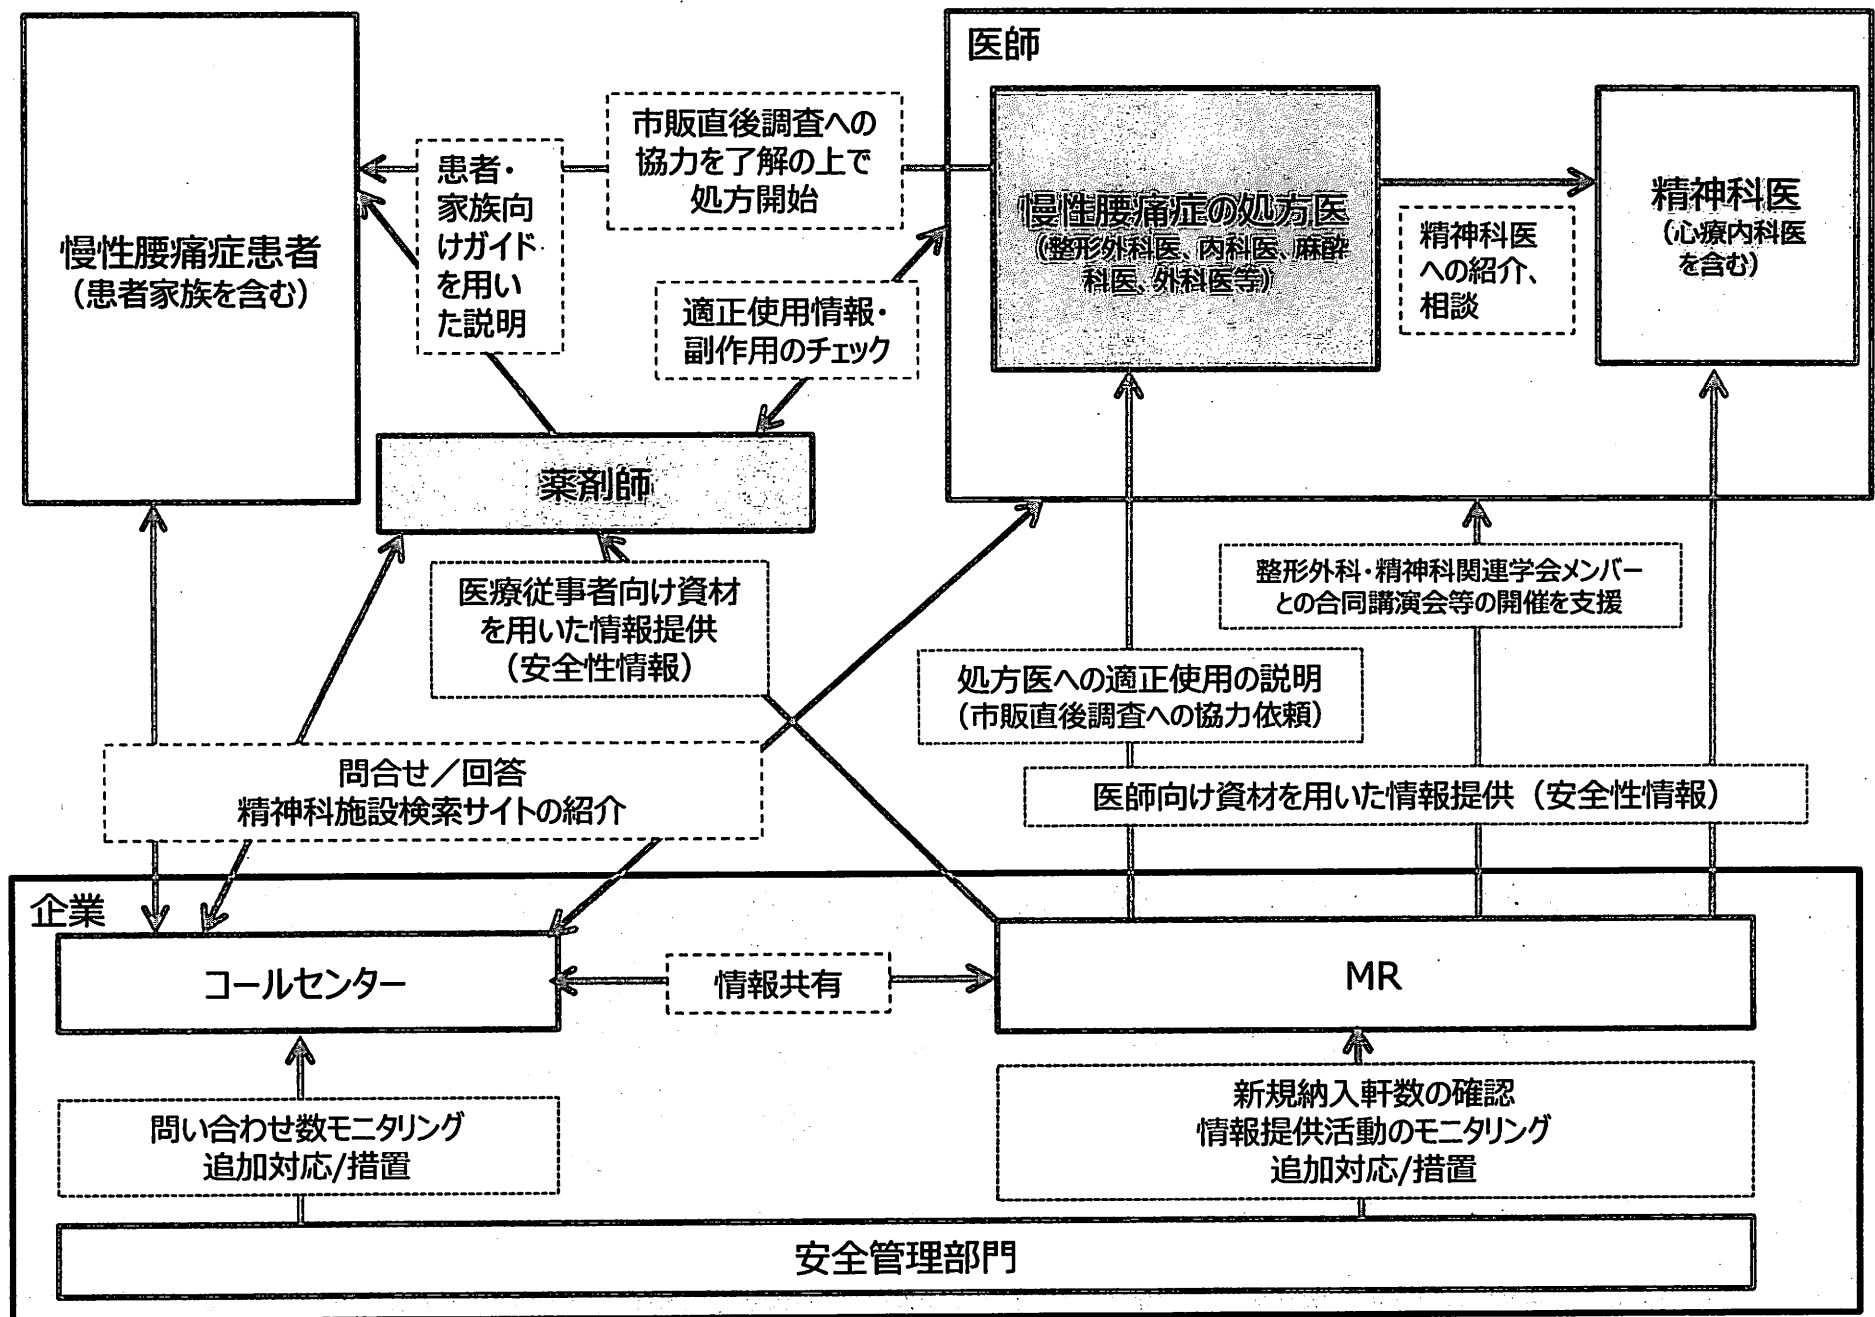 医師
市販直後調査への
協力を了解の上で
処方開始
患者・
家族向
けガイド
を用い
た説明
慢性腰痛症患者
（患者家族を含む）
慢性腰痛症の処方医
（整形外科医、内科医、麻酔
科医、外科医等）
精神科医
（心療内科医
を含む）
精神科医
への紹介、
相談
適正使用情報・
副作用のチェック
薬剤師
医療従事者向け資材
を用いた情報提供
（安全性情報）
整形外科・精神科関連学会メンバー
との合同講演会等の開催を支援
処方医への適正使用の説明
（市販直後調査への協力依頼）
問合せ／回答
精神科施設検索サイトの紹介
医師向け資材を用いた情報提供（安全性情報）
企業
コールセンター
情報共有
MR
問い合わせ数モニタリング
追加対応/措置
新規納入軒数の確認
情報提供活動のモニタリング
追加対応/措置
安全管理部門